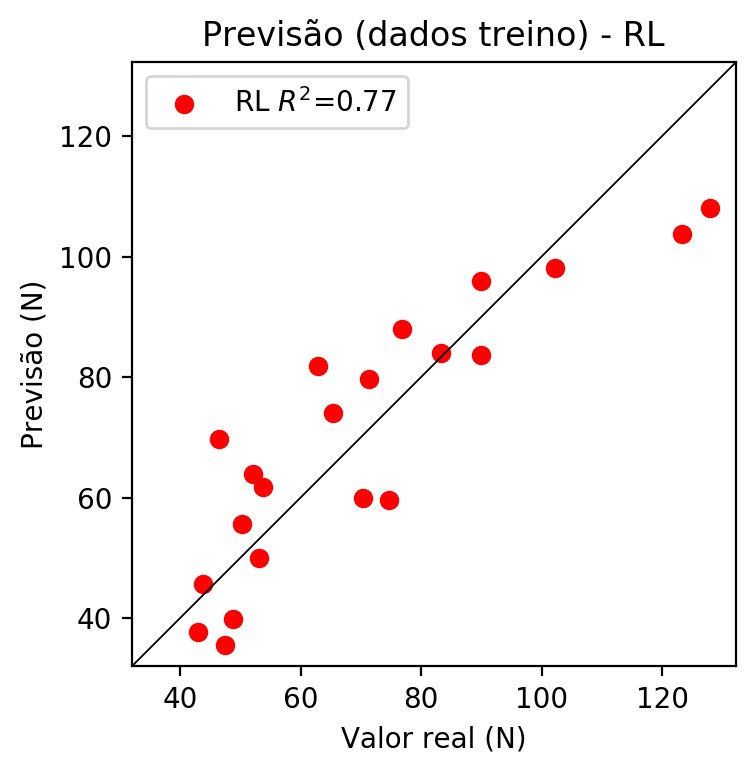 Previsão (dados treino) - RL
RL R²=0.77
120
100
80
60
40
Previsão (N)
40 60 80 100 120
Valor real (N)